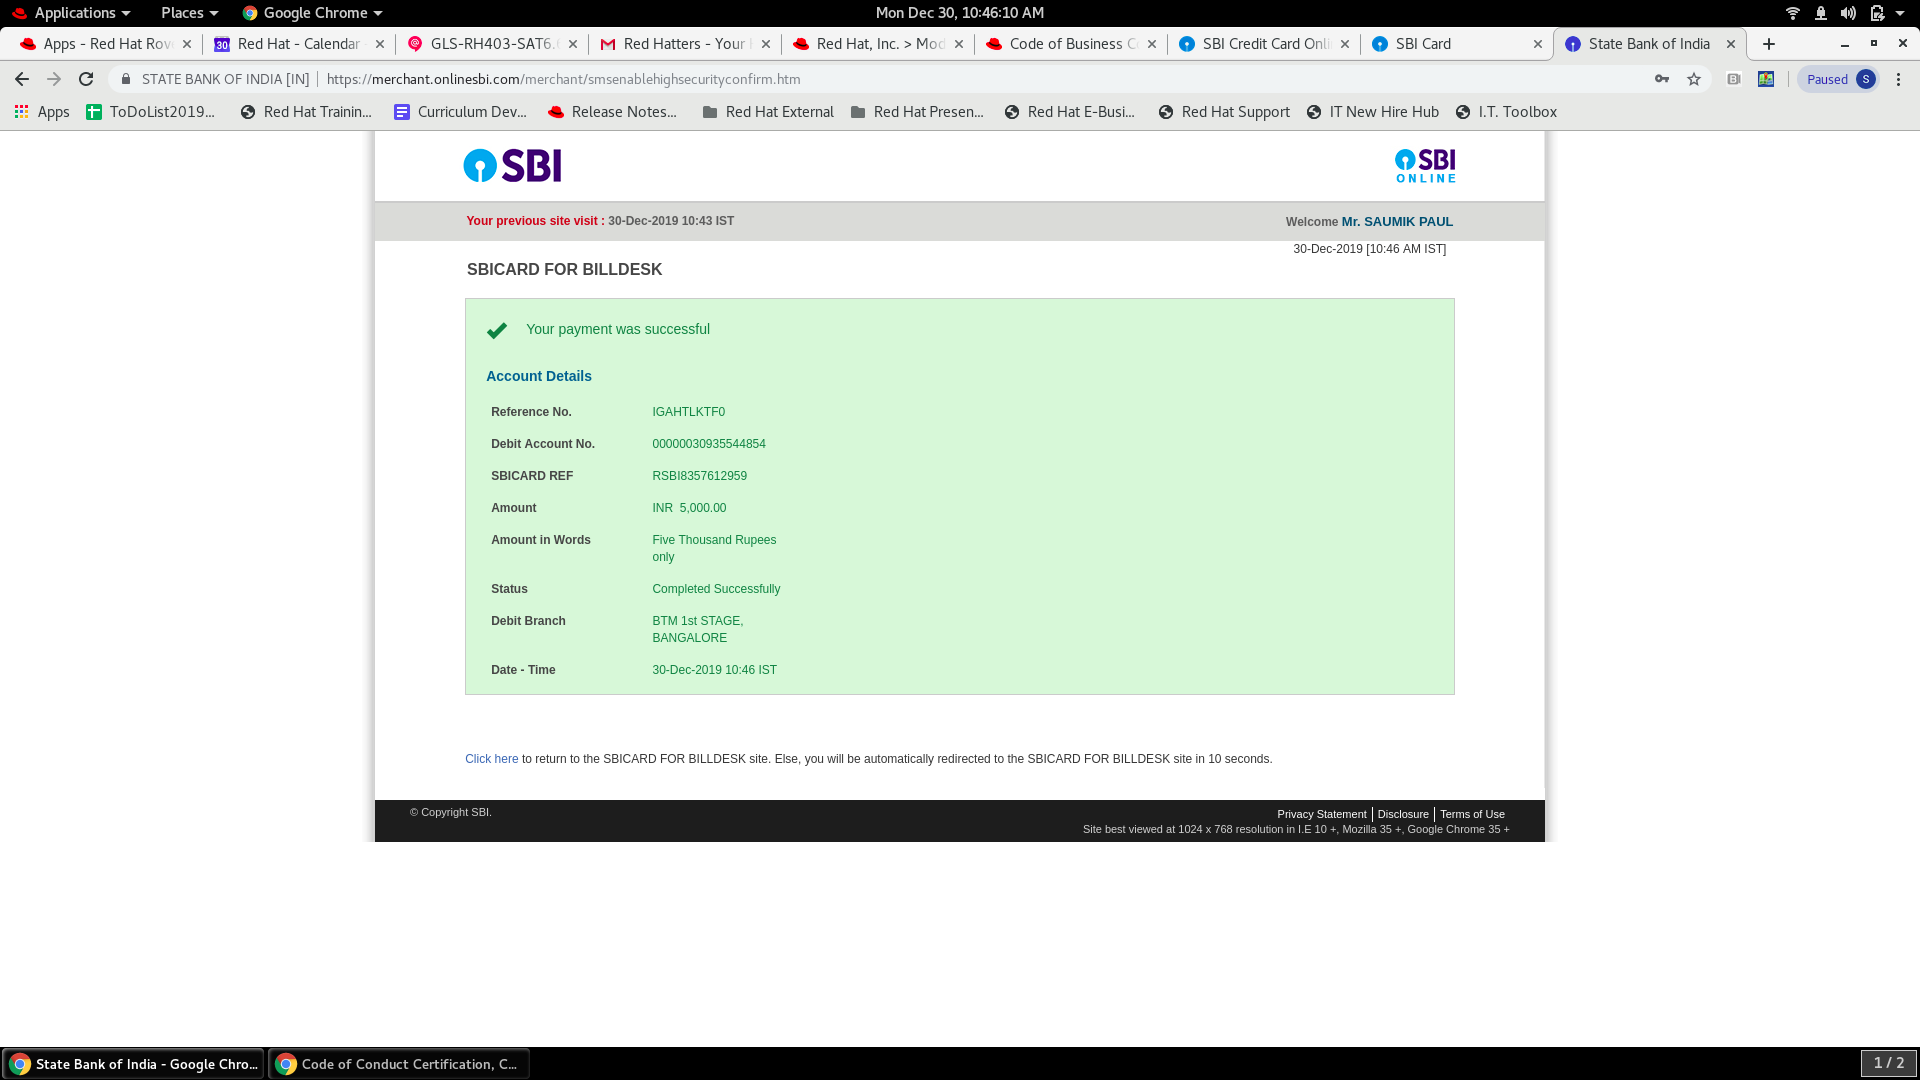 Applications Places Google Chrome Mon Dec 30, 10:46:10 AM
Apps - Red Hat Rov Red Hat - Calendar GLS-RH403-SAT6. Red Hatters - Your Red Hat, Inc. > Mod Code of Business C SBI Credit Card Onli SBI Card State Bank of India
STATE BANK OF INDIA [IN] https://merchant.onlinesbi.com/merchant/smsenablehighsecurityconfirm.htm Paused S
Apps ToDoList2019... Red Hat Trainin... Curriculum Dev... Release Notes... Red Hat External Red Hat Presen... Red Hat E-Busi... Red Hat Support IT New Hire Hub I.T. Toolbox
SBI SBI
ONLINE
Your previous site visit : 30-Dec-2019 10:43 IST Welcome Mr. SAUMIK PAUL
30-Dec-2019 [10:46 AM IST]
SBICARD FOR BILLDESK
Your payment was successful
Account Details
Reference No. IGAHTLKTF0
Debit Account No. 00000030935544854
SBICARD REF RSBI8357612959
Amount INR 5,000.00
Amount in Words Five Thousand Rupees
only
Status Completed Successfully
Debit Branch BTM 1st STAGE,
BANGALORE
Date - Time 30-Dec-2019 10:46 IST
Click here to return to the SBICARD FOR BILLDESK site. Else, you will be automatically redirected to the SBICARD FOR BILLDESK site in 10 seconds.
© Copyright SBI. Privacy Statement Disclosure Terms of Use
Site best viewed at 1024 x 768 resolution in I.E 10 +, Mozilla 35 +, Google Chrome 35 +
State Bank of India - Google Chro... Code of Conduct Certification, C... 1 / 2